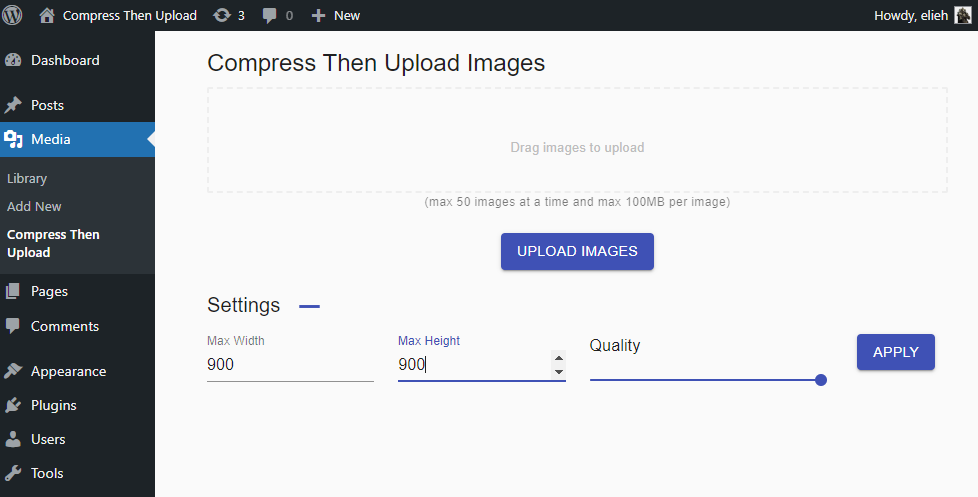 Compress Then Upload 3 0 New Howdy, elieh
Dashboard
Posts
Media
Library
Add New
Compress Then
Upload
Pages
Comments
Appearance
Plugins
Users
Tools
Compress Then Upload Images
Drag images to upload
(max 50 images at a time and max 100MB per image)
UPLOAD IMAGES
Settings
Max Width Max Height Quality
900 900 APPLY